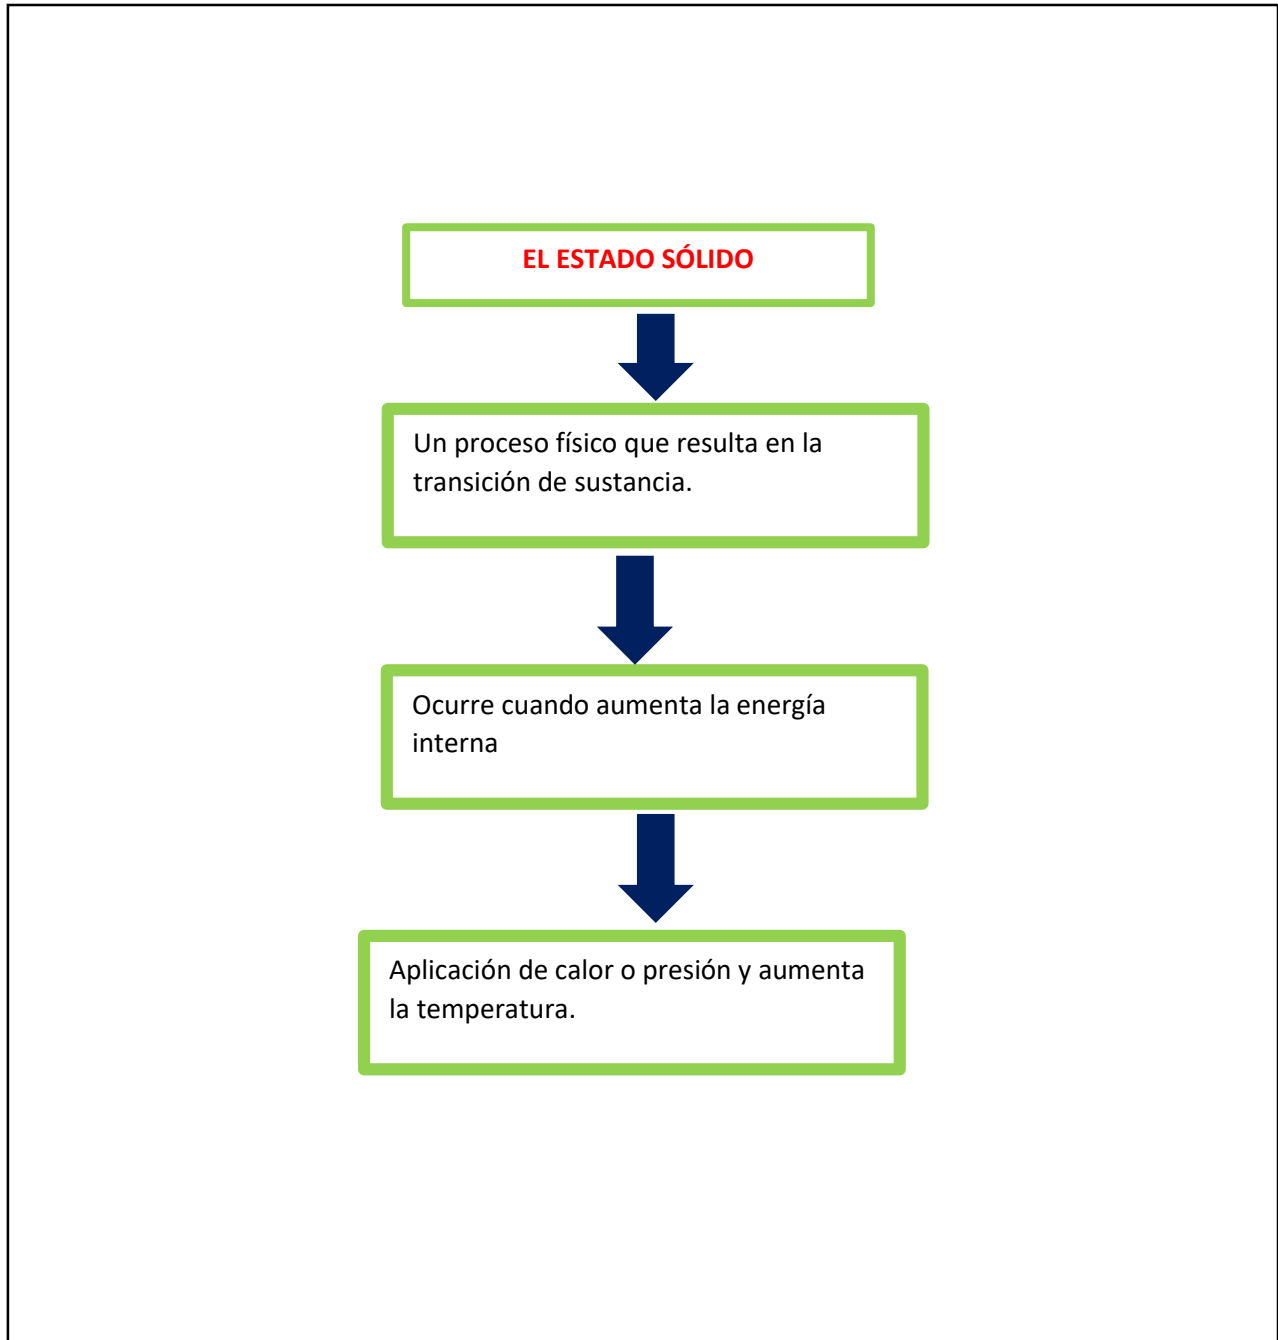 EL ESTADO SÓLIDO
Un proceso físico que resulta en la
transición de sustancia.
Ocurre cuando aumenta la energía
interna
Aplicación de calor o presión y aumenta
la temperatura.